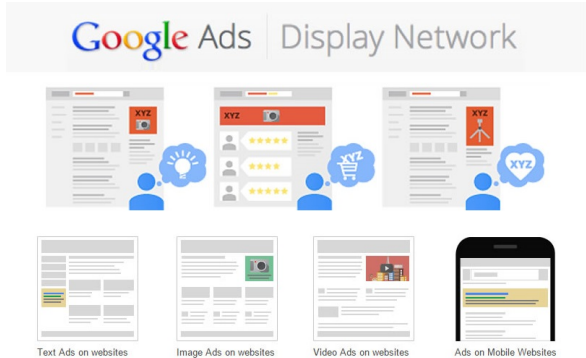 Google Ads | Display Network
XYZ
XYZ
XYZ
XYZ
XYZ
Text Ads on websites
Image Ads on websites
Video Ads on websites
Ads on Mobile Websites